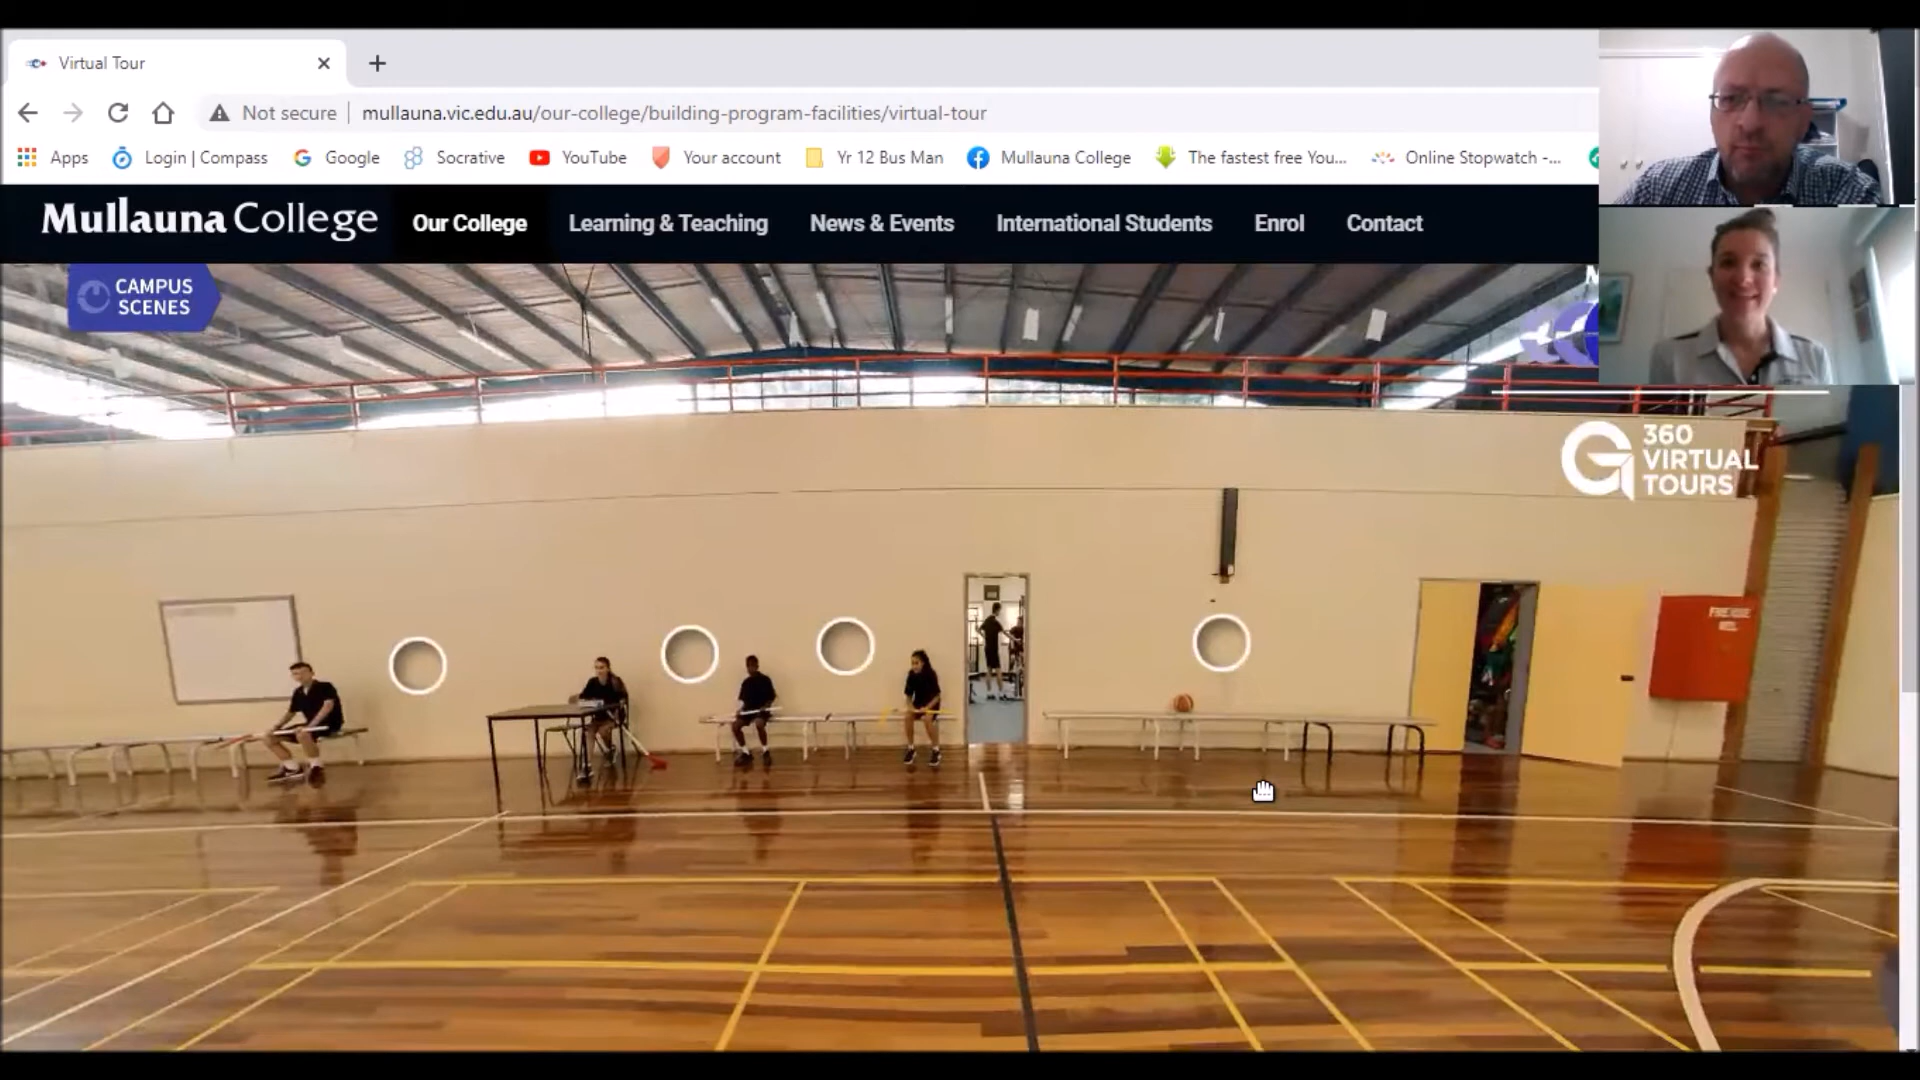 Virtual Tour
Not secure mullauna.vic.edu.au/our-college/building-program-facilities/virtual-tour
Apps Login | Compass Google Socrative YouTube Your account Yr 12 Bus Man Mullauna College The fastest free You... Online Stopwatch -...
Mullauna College Our College Learning & Teaching News & Events International Students Enrol Contact
CAMPUS
SCENES
360
VIRTUAL
TOURS